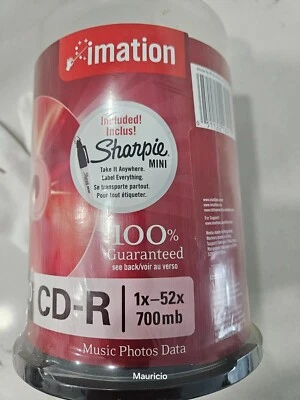 imation
Included!
Inclus!
Sharpie
MINI
Take It Anywhere.
Label Everything.
Se transporte partout.
Pour tout étiqueter.
100%
Guaranteed
see back/voir au verso
CD-R
1x–52x
700mb
Music Photos Data
Mauricio